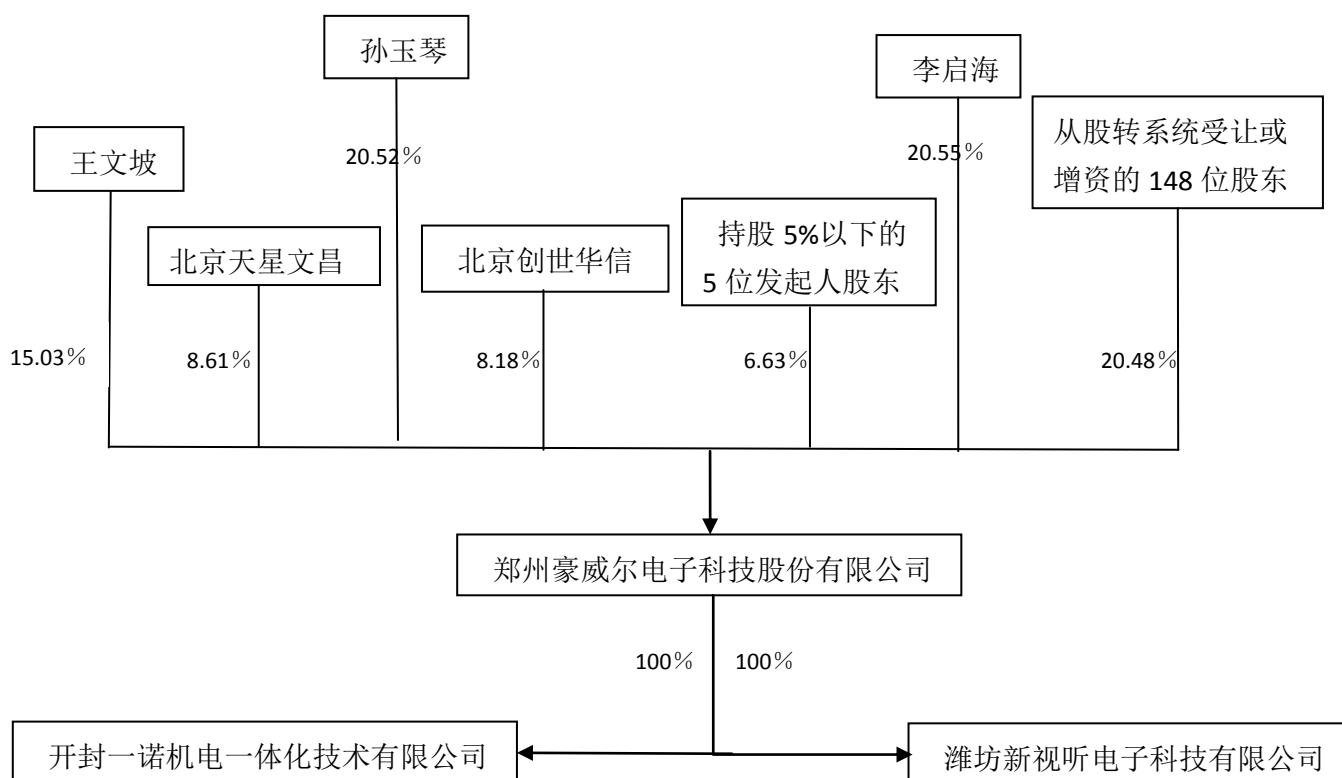 孙玉琴
李启海
从股转系统受让或
增资的 148 位股东
王文坡
20.52%
20.55%
北京天星文昌
北京创世华信
持股 5%以下的
5 位发起人股东
15.03%
8.61%
8.18%
6.63%
20.48%
郑州豪威尔电子科技股份有限公司
100%
100%
开封一诺机电一体化技术有限公司
潍坊新视听电子科技有限公司